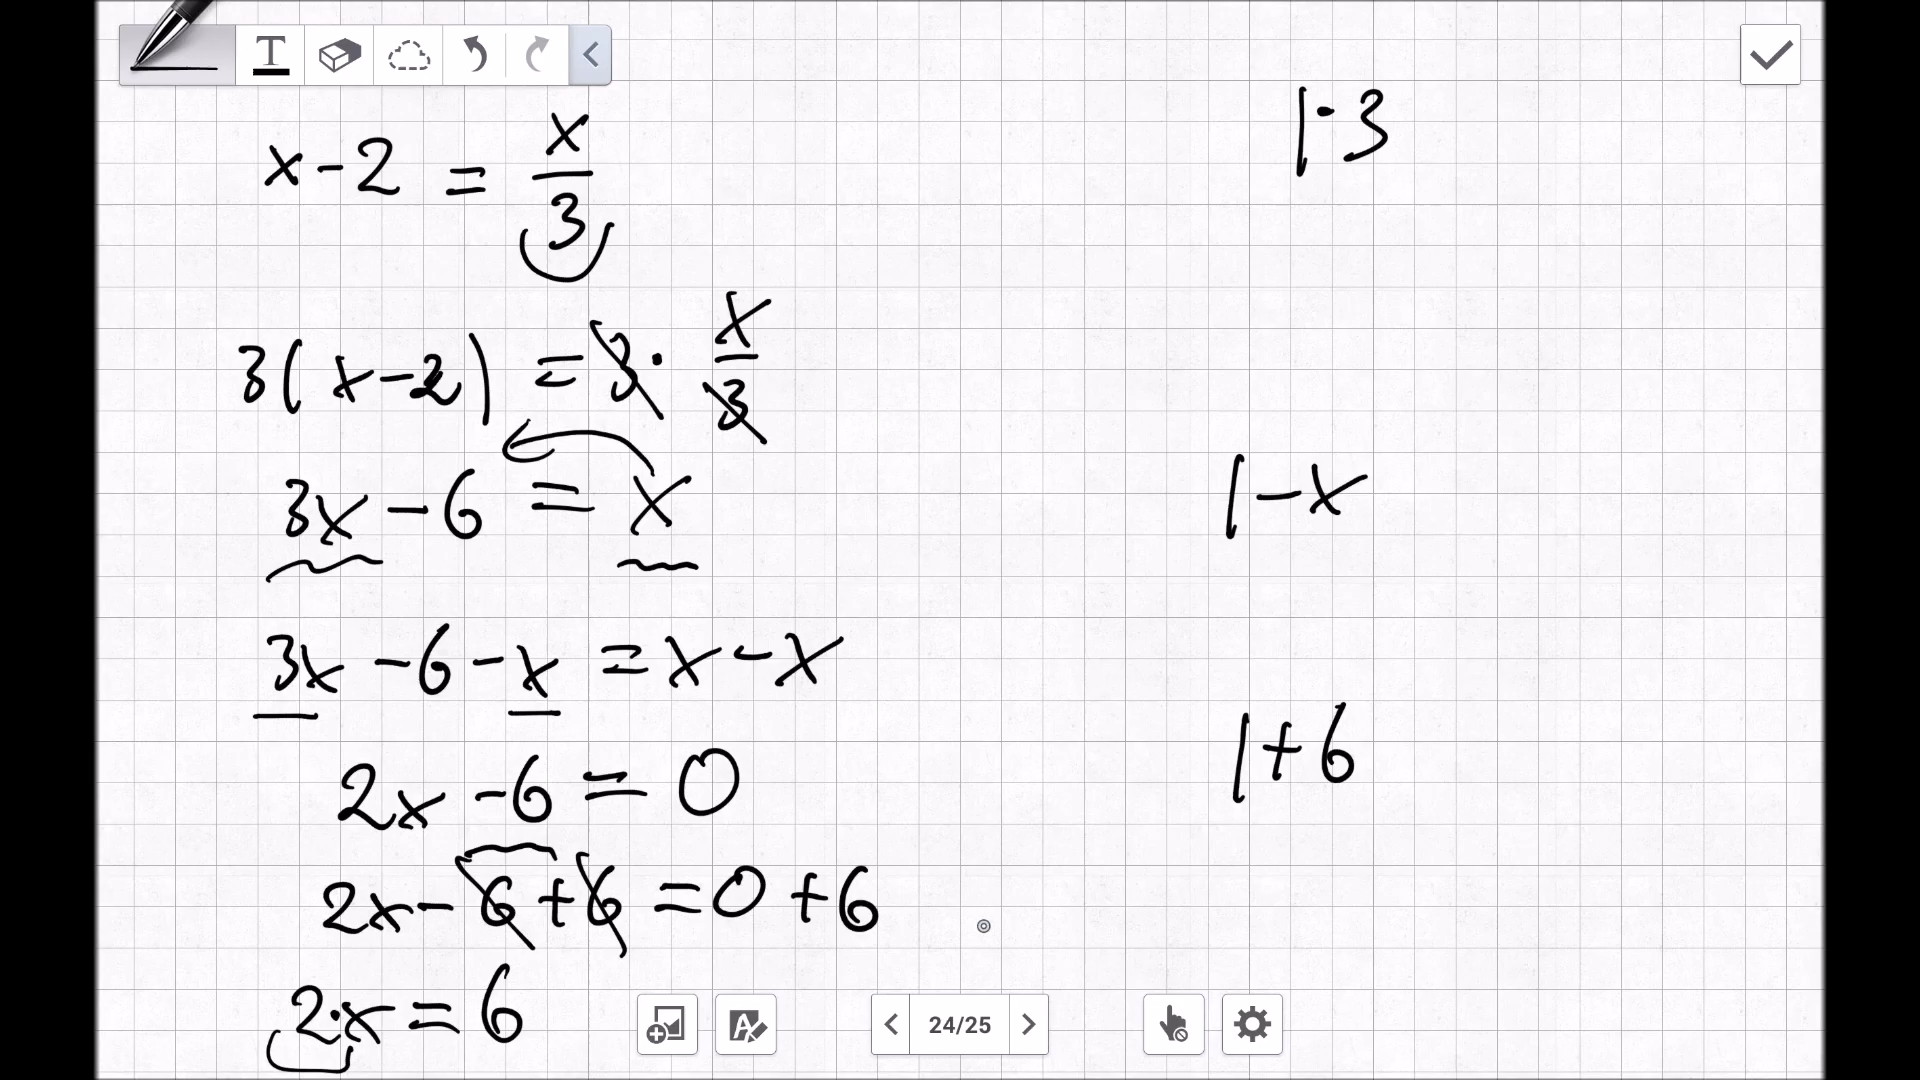 T
x - 2 = x/3 |· 3
3(x - 2) = 3 · x/3
3x - 6 = x | - x
3x - 6 - x = x - x
2x - 6 = 0 | + 6
2x - 6 + 6 = 0 + 6
2·x = 6
A
24/25